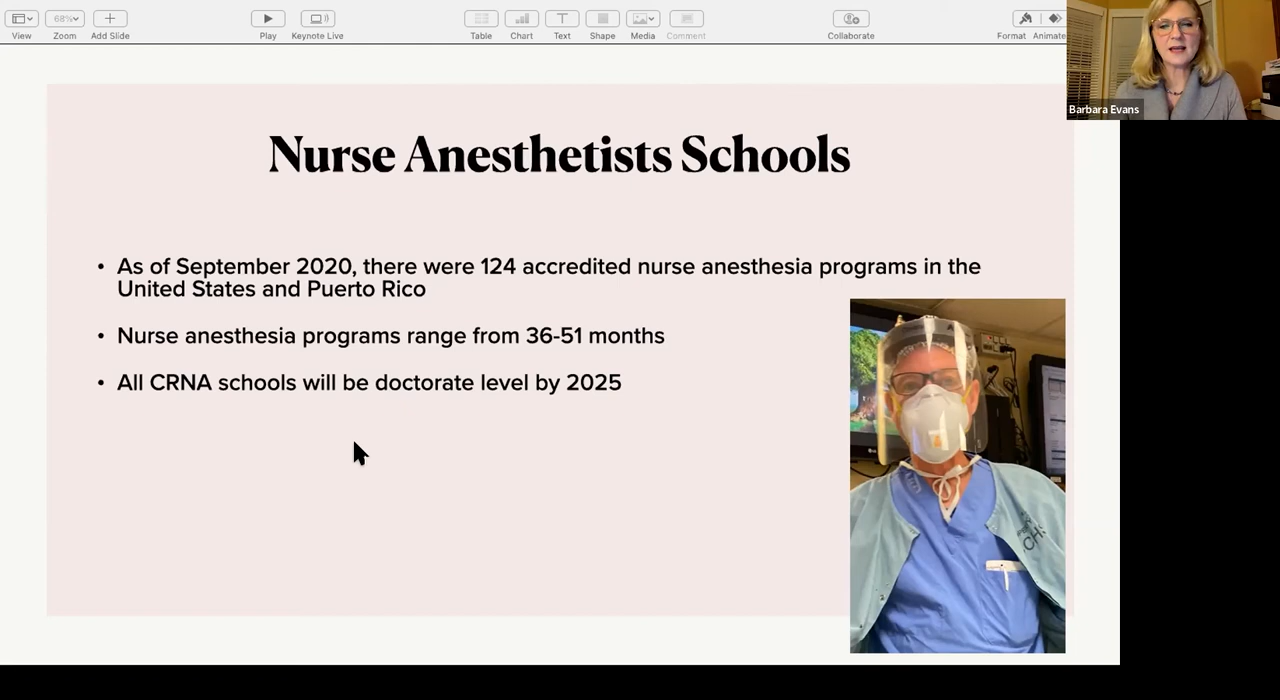 View
68%
Zoom
Add Slide
Play
Keynote Live
Table
Chart
Text
Shape
Media
Comment
Collaborate
Format
Animate
Barbara Evans
Nurse Anesthetists Schools
• As of September 2020, there were 124 accredited nurse anesthesia programs in the
United States and Puerto Rico
• Nurse anesthesia programs range from 36-51 months
• All CRNA schools will be doctorate level by 2025